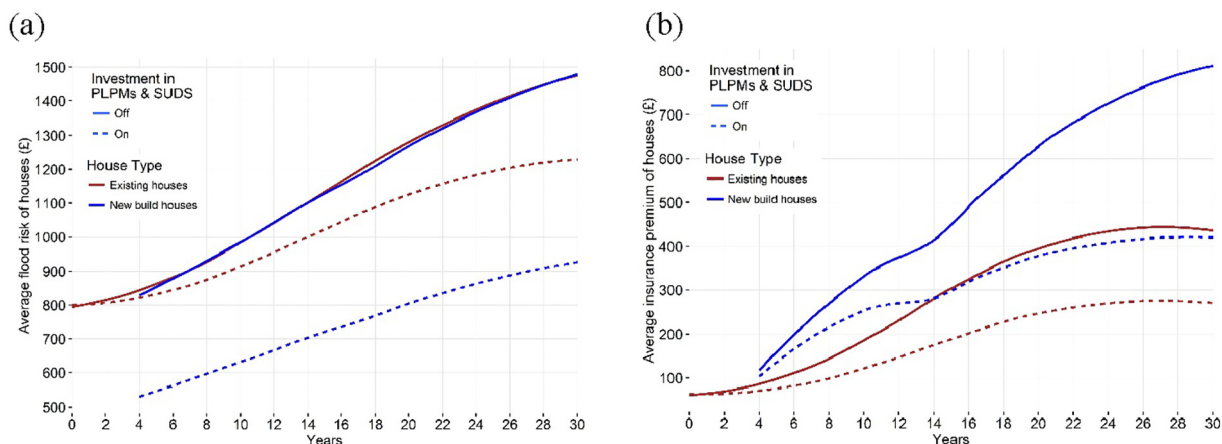 (a)
Average flood risk of houses (£)
1500
1400
1300
1200
1100
1000
900
800
700
600
500
Investment in
PLPMs & SUDS
Off
On
House Type
Existing houses
New build houses
0 2 4 6 8 10 12 14 16 18 20 22 24 26 28 30
Years
(b)
Average insurance premium of houses (£)
800
700
600
500
400
300
200
100
Investment in
PLPMs & SUDS
Off
On
House Type
Existing houses
New build houses
0 2 4 6 8 10 12 14 16 18 20 22 24 26 28 30
Years